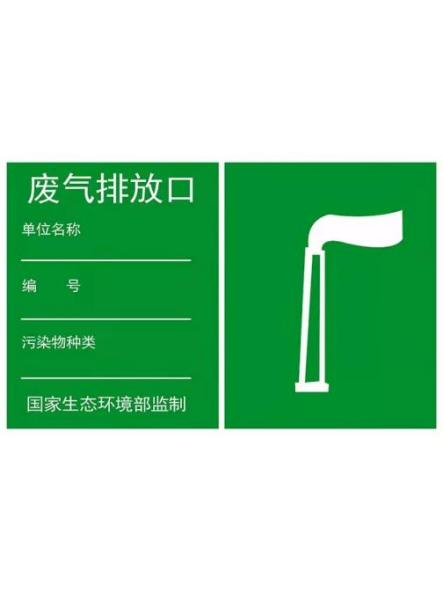 废气排放口
单位名称
编　　号
污染物种类
国家生态环境部监制